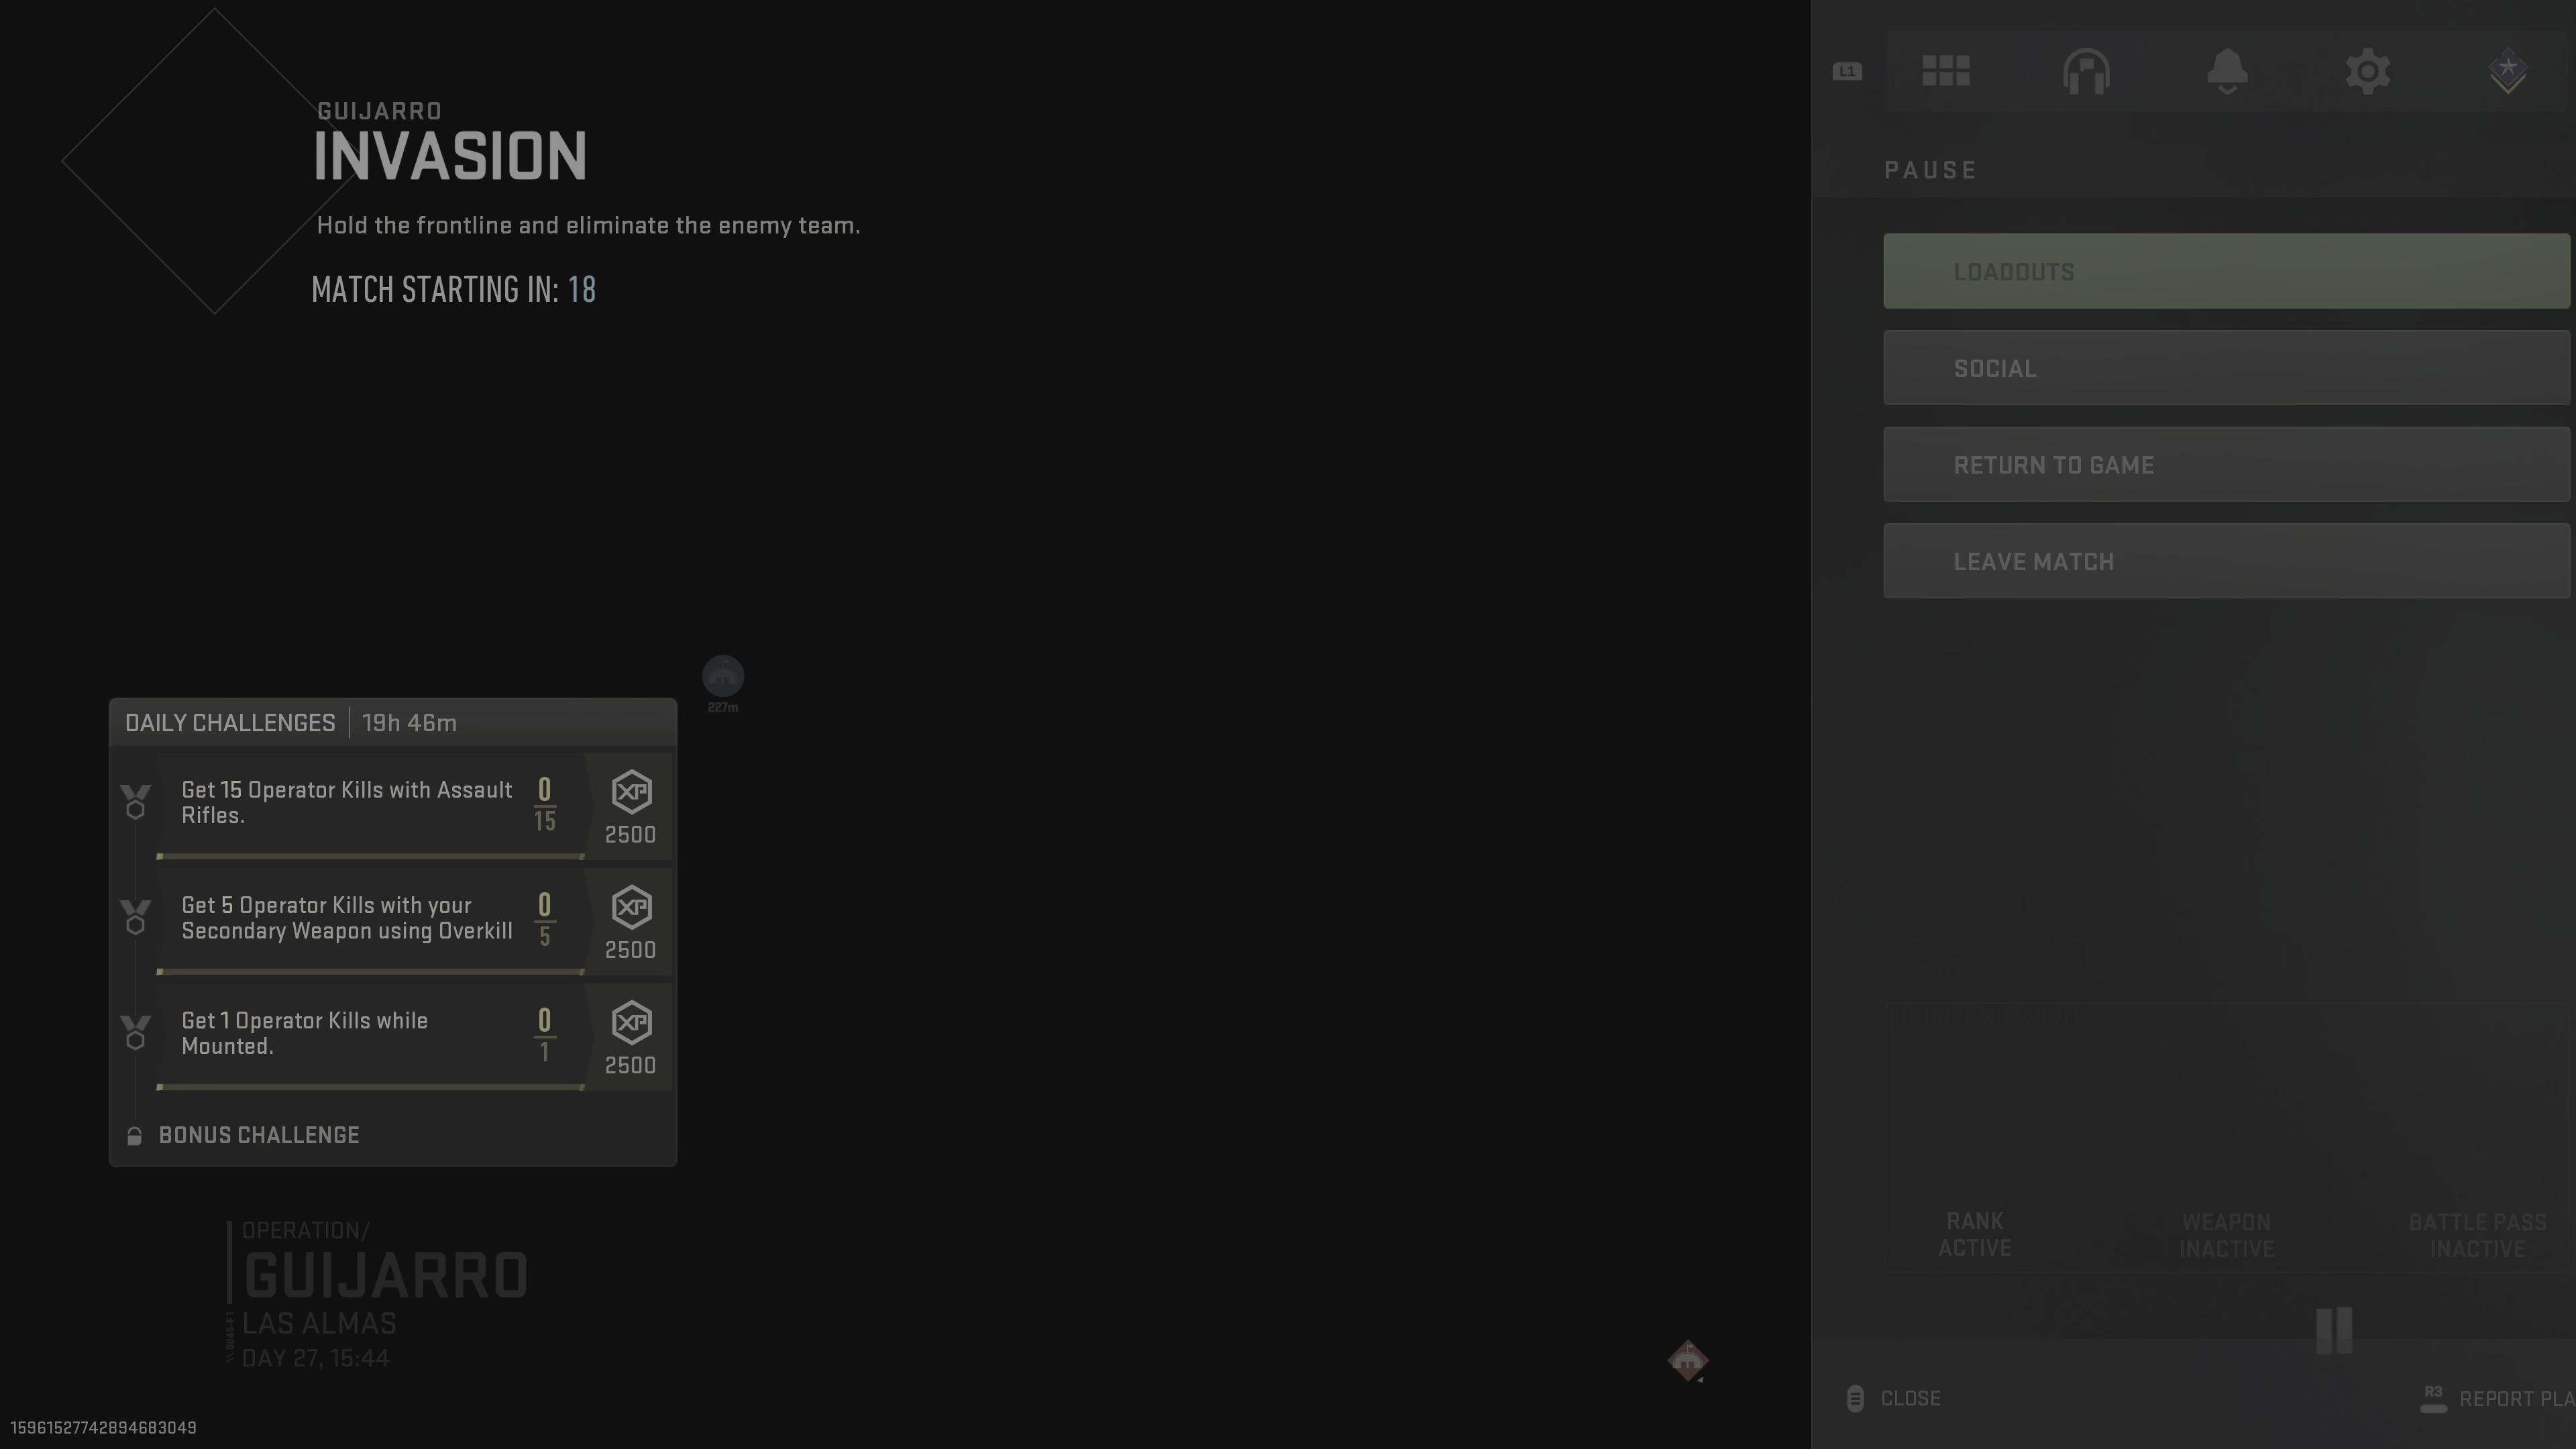 GUIJARRO
INVASION
Hold the frontline and eliminate the enemy team.
MATCH STARTING IN: 18
227m
DAILY CHALLENGES
19h 46m
Get 15 Operator Kills with Assault
Rifles.
0
15
XP
2500
Get 5 Operator Kills with your
Secondary Weapon using Overkill
0
5
XP
2500
Get 1 Operator Kills while
Mounted.
0
1
XP
2500
BONUS CHALLENGE
OPERATION/
GUIJARRO
LAS ALMAS
DAY 27, 15:44
15961527742894683049
L1
PAUSE
LOADOUTS
SOCIAL
RETURN TO GAME
LEAVE MATCH
RANK
ACTIVE
WEAPON
INACTIVE
BATTLE PASS
INACTIVE
CLOSE
R3
REPORT PLA